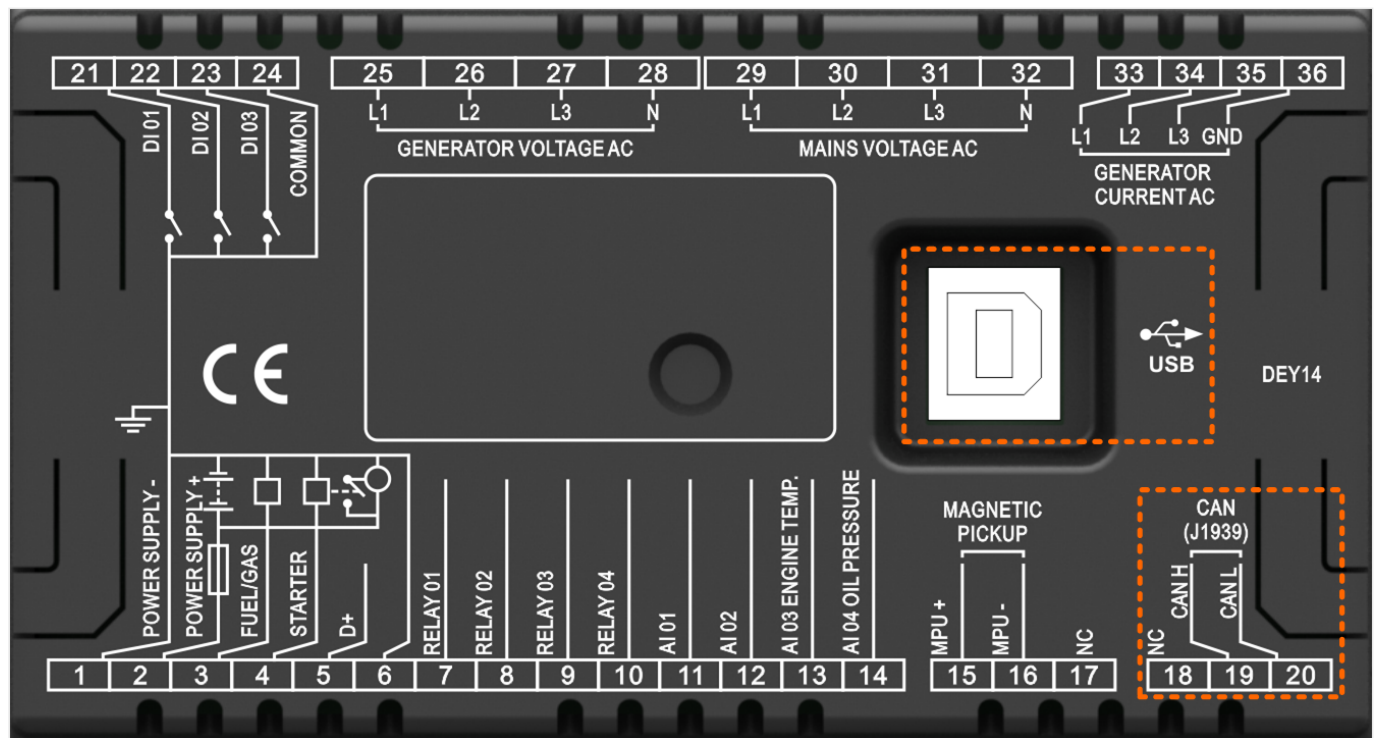 21 22 23 24 25 26 27 28 29 30 31 32 33 34 35 36
DI 01
DI 02
DI 03
COMMON
L1 L2 L3 N
GENERATOR VOLTAGE AC
L1 L2 L3 N
MAINS VOLTAGE AC
L1 L2 L3 GND
GENERATOR
CURRENT AC
CE
USB
DEY14
POWER SUPPLY -
POWER SUPPLY +
FUEL/GAS
STARTER
D+
RELAY 01
RELAY 02
RELAY 03
RELAY 04
AI 01
AI 02
AI 03 ENGINE TEMP.
AI 04 OIL PRESSURE
MAGNETIC
PICKUP
MPU +
MPU -
NC
CAN
(J1939)
NC
CAN H
CAN L
1 2 3 4 5 6 7 8 9 10 11 12 13 14 15 16 17 18 19 20